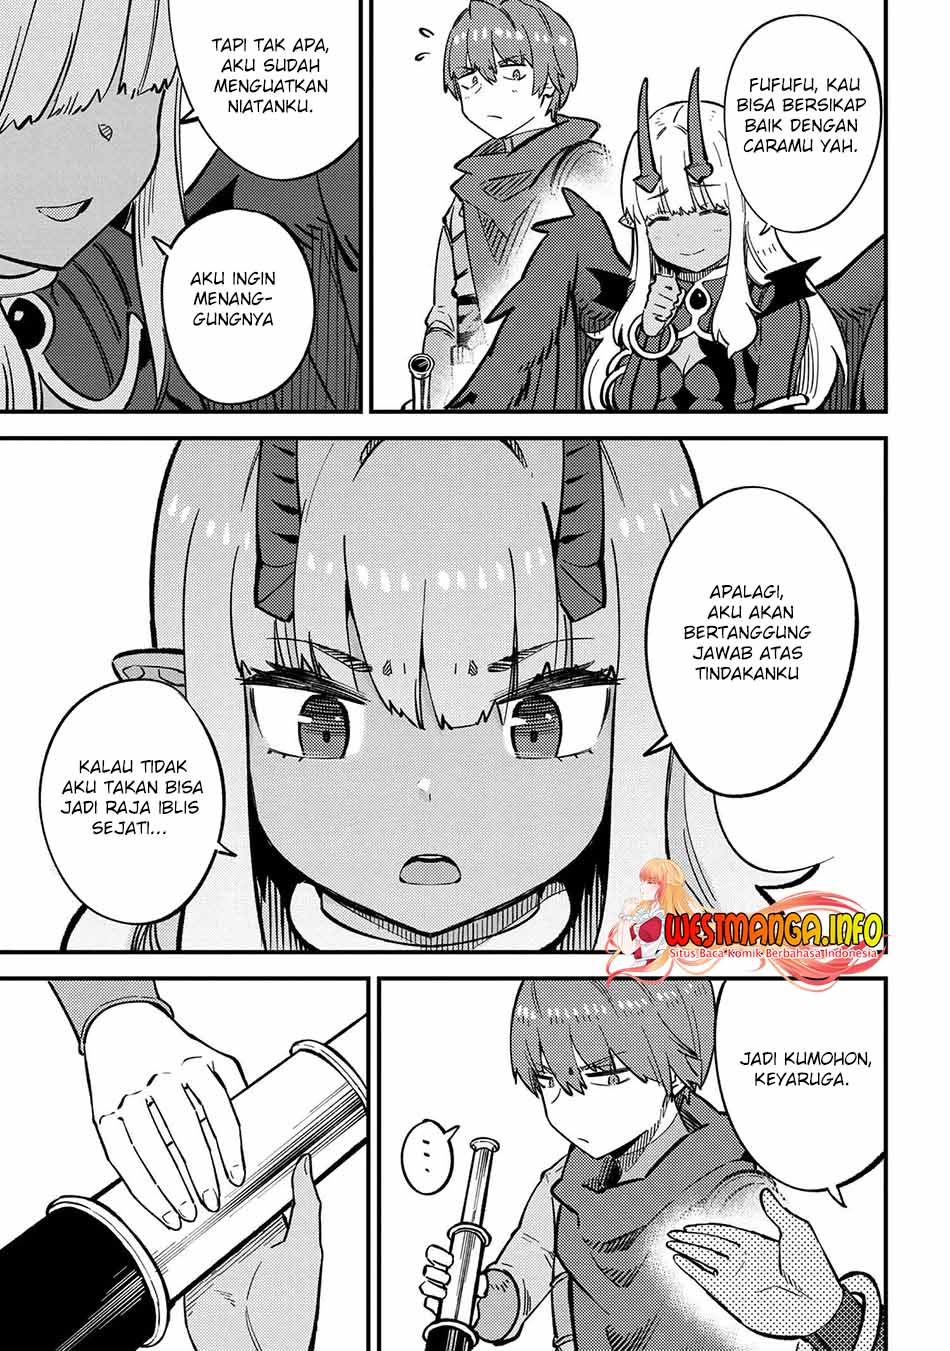 FUFUFU, KAU
BISA BERSIKAP
BAIK DENGAN
CARAMU YAH.
TAPI TAK APA,
AKU SUDAH
MENGUATKAN
NIATANKU.
AKU INGIN
MENANG-
GUNGNYA
APALAGI,
AKU AKAN
BERTANGGUNG
JAWAB ATAS
TINDAKANKU
KALAU TIDAK
AKU TAKAN BISA
JADI RAJA IBLIS
SEJATI...
WESTMANGA.INFO
Situs Baca Komik Berbahasa Indonesia
JADI KUMOHON,
KEYARUGA.
...